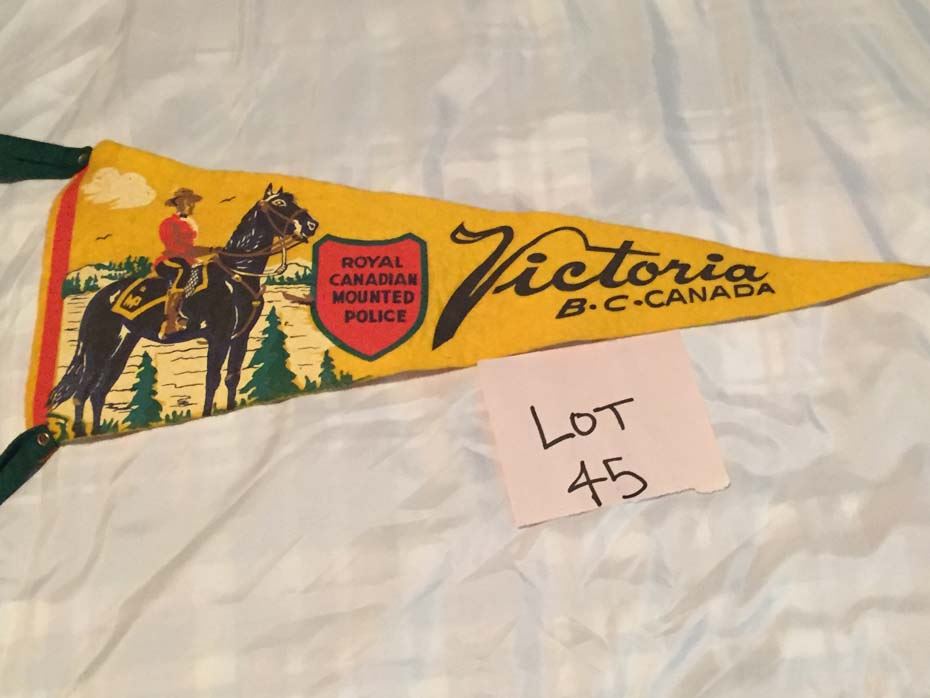 ROYAL
CANADIAN
MOUNTED
POLICE
Victoria
B·C·CANADA
LOT
45